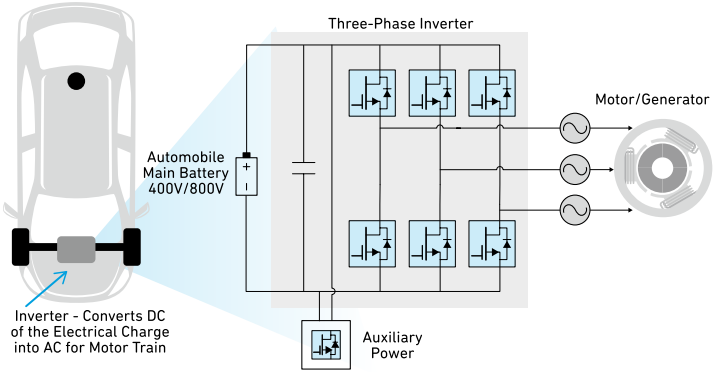 Three-Phase Inverter
Motor/Generator
Automobile
Main Battery
400V/800V
+
−
Inverter - Converts DC
of the Electrical Charge
into AC for Motor Train
Auxiliary
Power